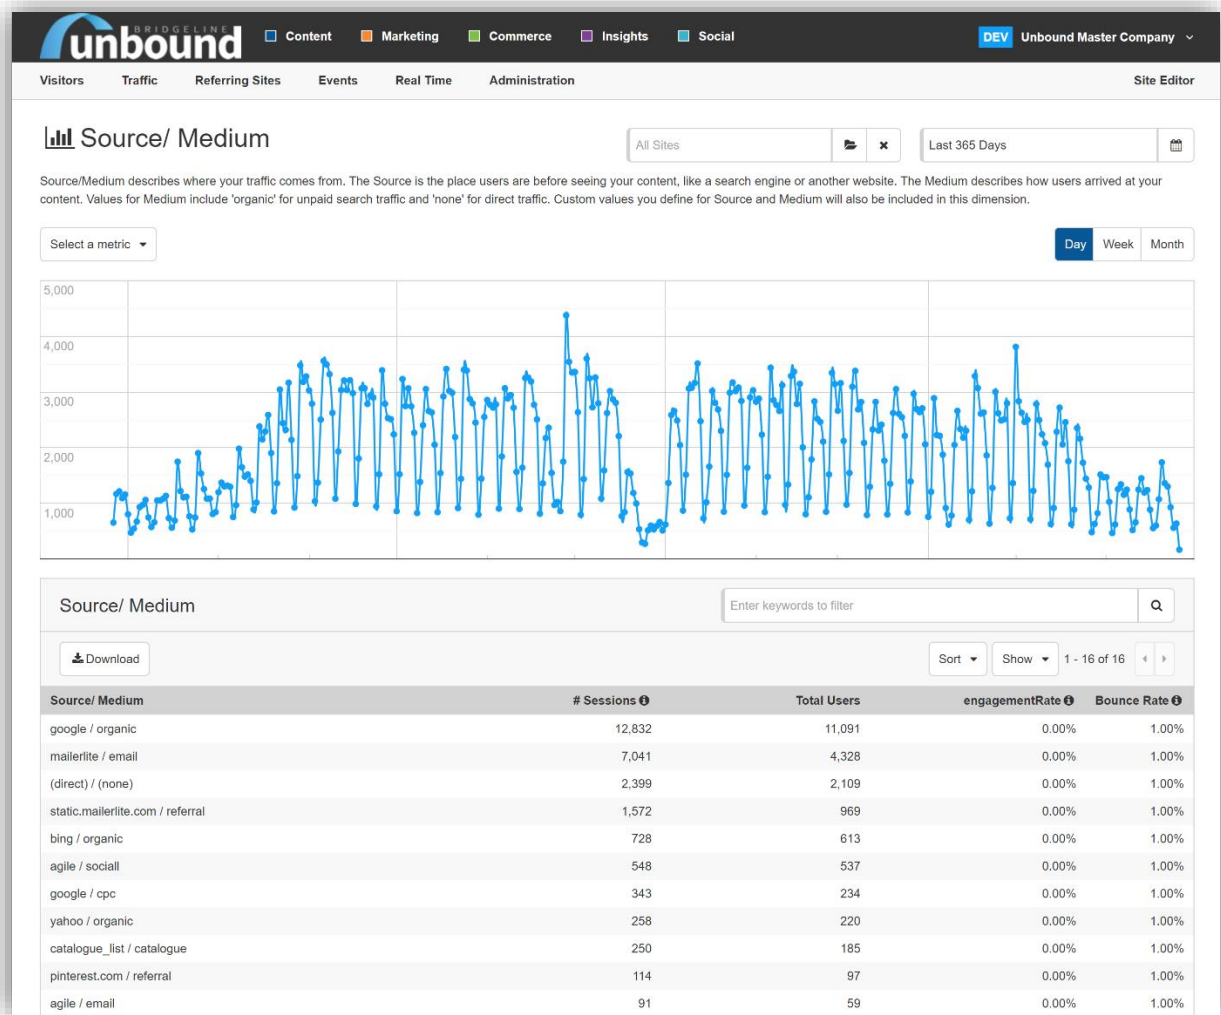 BRIDGELINE
unbound
Content Marketing Commerce Insights Social DEV Unbound Master Company
Visitors Traffic Referring Sites Events Real Time Administration Site Editor
Source/ Medium
All Sites Last 365 Days
Source/Medium describes where your traffic comes from. The Source is the place users are before seeing your content, like a search engine or another website. The Medium describes how users arrived at your
content. Values for Medium include 'organic' for unpaid search traffic and 'none' for direct traffic. Custom values you define for Source and Medium will also be included in this dimension.
Select a metric Day Week Month
5,000
4,000
3,000
2,000
1,000
Source/ Medium Enter keywords to filter
Download Sort Show 1 - 16 of 16
Source/ Medium # Sessions Total Users engagementRate Bounce Rate
google / organic 12,832 11,091 0.00% 1.00%
mailerlite / email 7,041 4,328 0.00% 1.00%
(direct) / (none) 2,399 2,109 0.00% 1.00%
static.mailerlite.com / referral 1,572 969 0.00% 1.00%
bing / organic 728 613 0.00% 1.00%
agile / sociall 548 537 0.00% 1.00%
google / cpc 343 234 0.00% 1.00%
yahoo / organic 258 220 0.00% 1.00%
catalogue_list / catalogue 250 185 0.00% 1.00%
pinterest.com / referral 114 97 0.00% 1.00%
agile / email 91 59 0.00% 1.00%